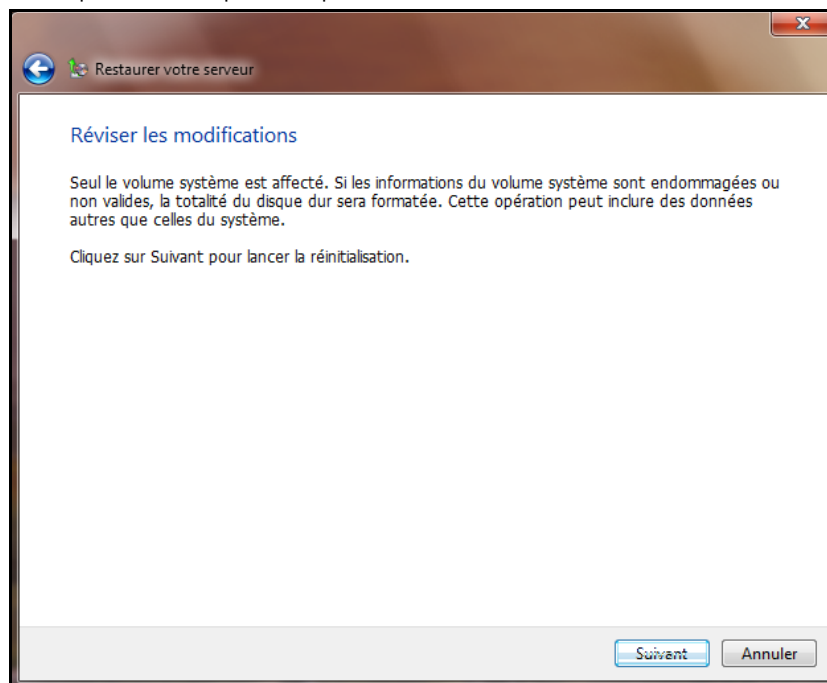 Restaurer votre serveur
Réviser les modifications
Seul le volume système est affecté. Si les informations du volume système sont endommagées ou
non valides, la totalité du disque dur sera formatée. Cette opération peut inclure des données
autres que celles du système.
Cliquez sur Suivant pour lancer la réinitialisation.
Suivant
Annuler